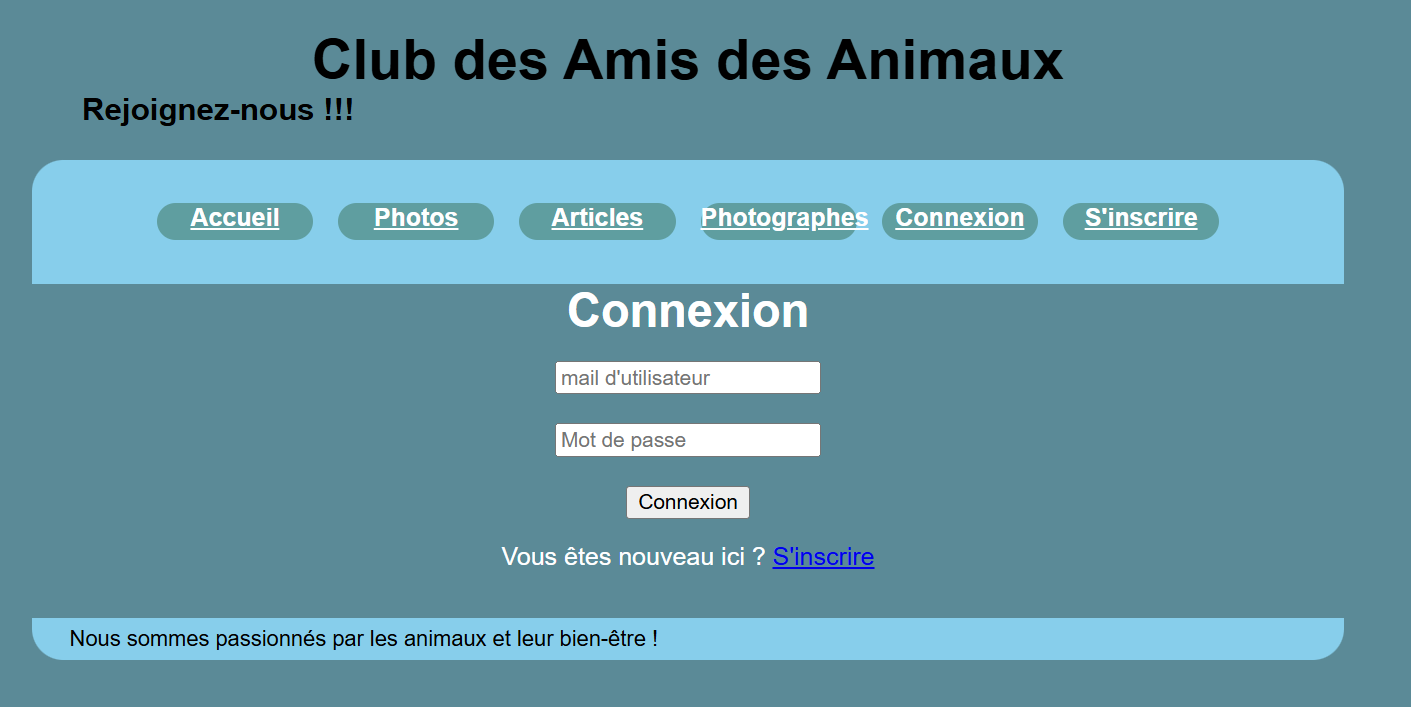 Club des Amis des Animaux
Rejoignez-nous !!!
Accueil Photos Articles Photographes Connexion S'inscrire
Connexion
mail d'utilisateur
Mot de passe
Connexion
Vous êtes nouveau ici ? S'inscrire
Nous sommes passionnés par les animaux et leur bien-être !